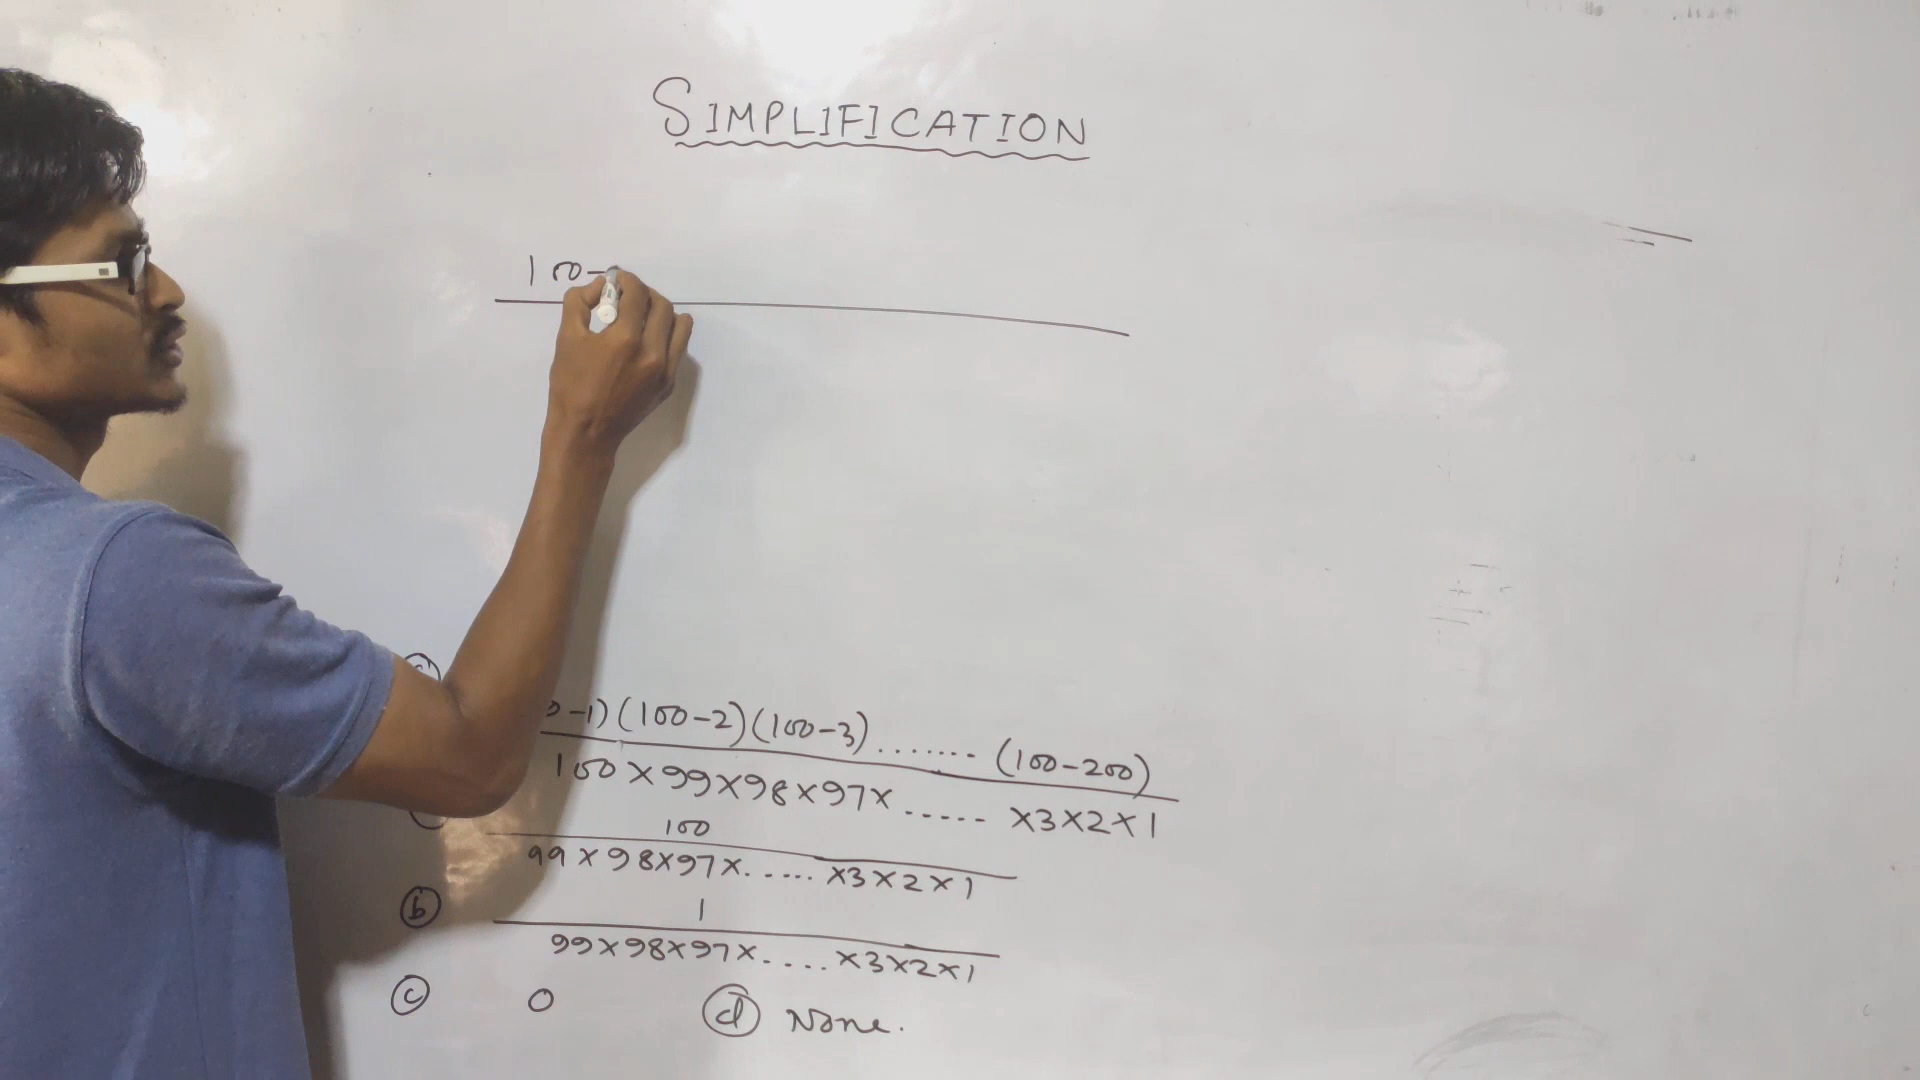 SIMPLIFICATION
100-
-1)(100-2)(100-3).......(100-200)
100×99×98×97×.....×3×2×1
100
99×98×97×.....×3×2×1
(b) 1
99×98×97×.....×3×2×1
(c) 0 (d) None.